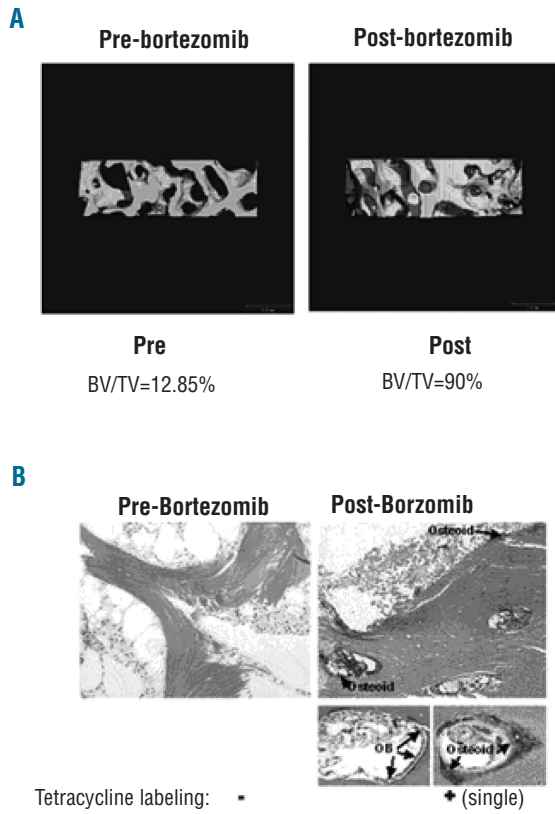 A
Pre-bortezomib Post-bortezomib
Pre Post
BV/TV=12.85% BV/TV=90%
B
Pre-Bortezomib Post-Borzomib
Osteoid
Osteoid
OB Osteoid
Tetracycline labeling: - + (single)